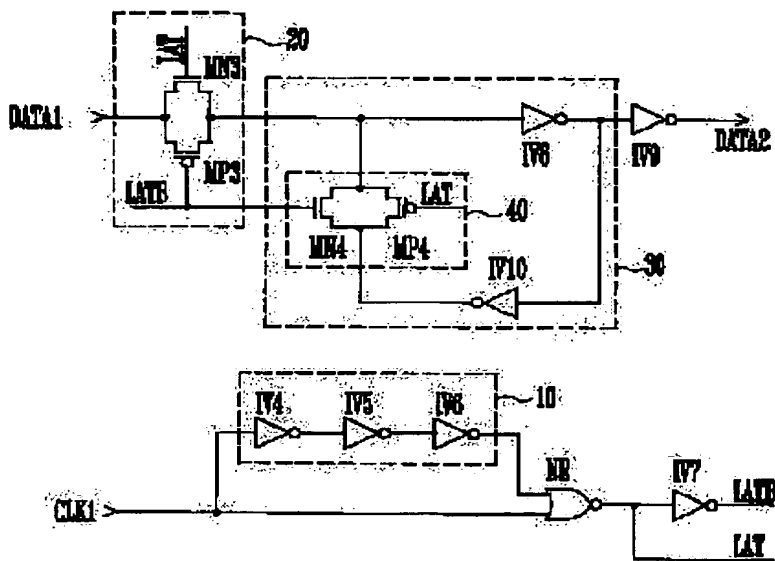 LAT
20
MN3
DATA1
IV8
IV9
DATA2
MP3
LATB
LAT
40
MN4
MP4
IV10
30
IV4
IV5
IV6
10
NR
IV7
LATB
CLK1
LAT